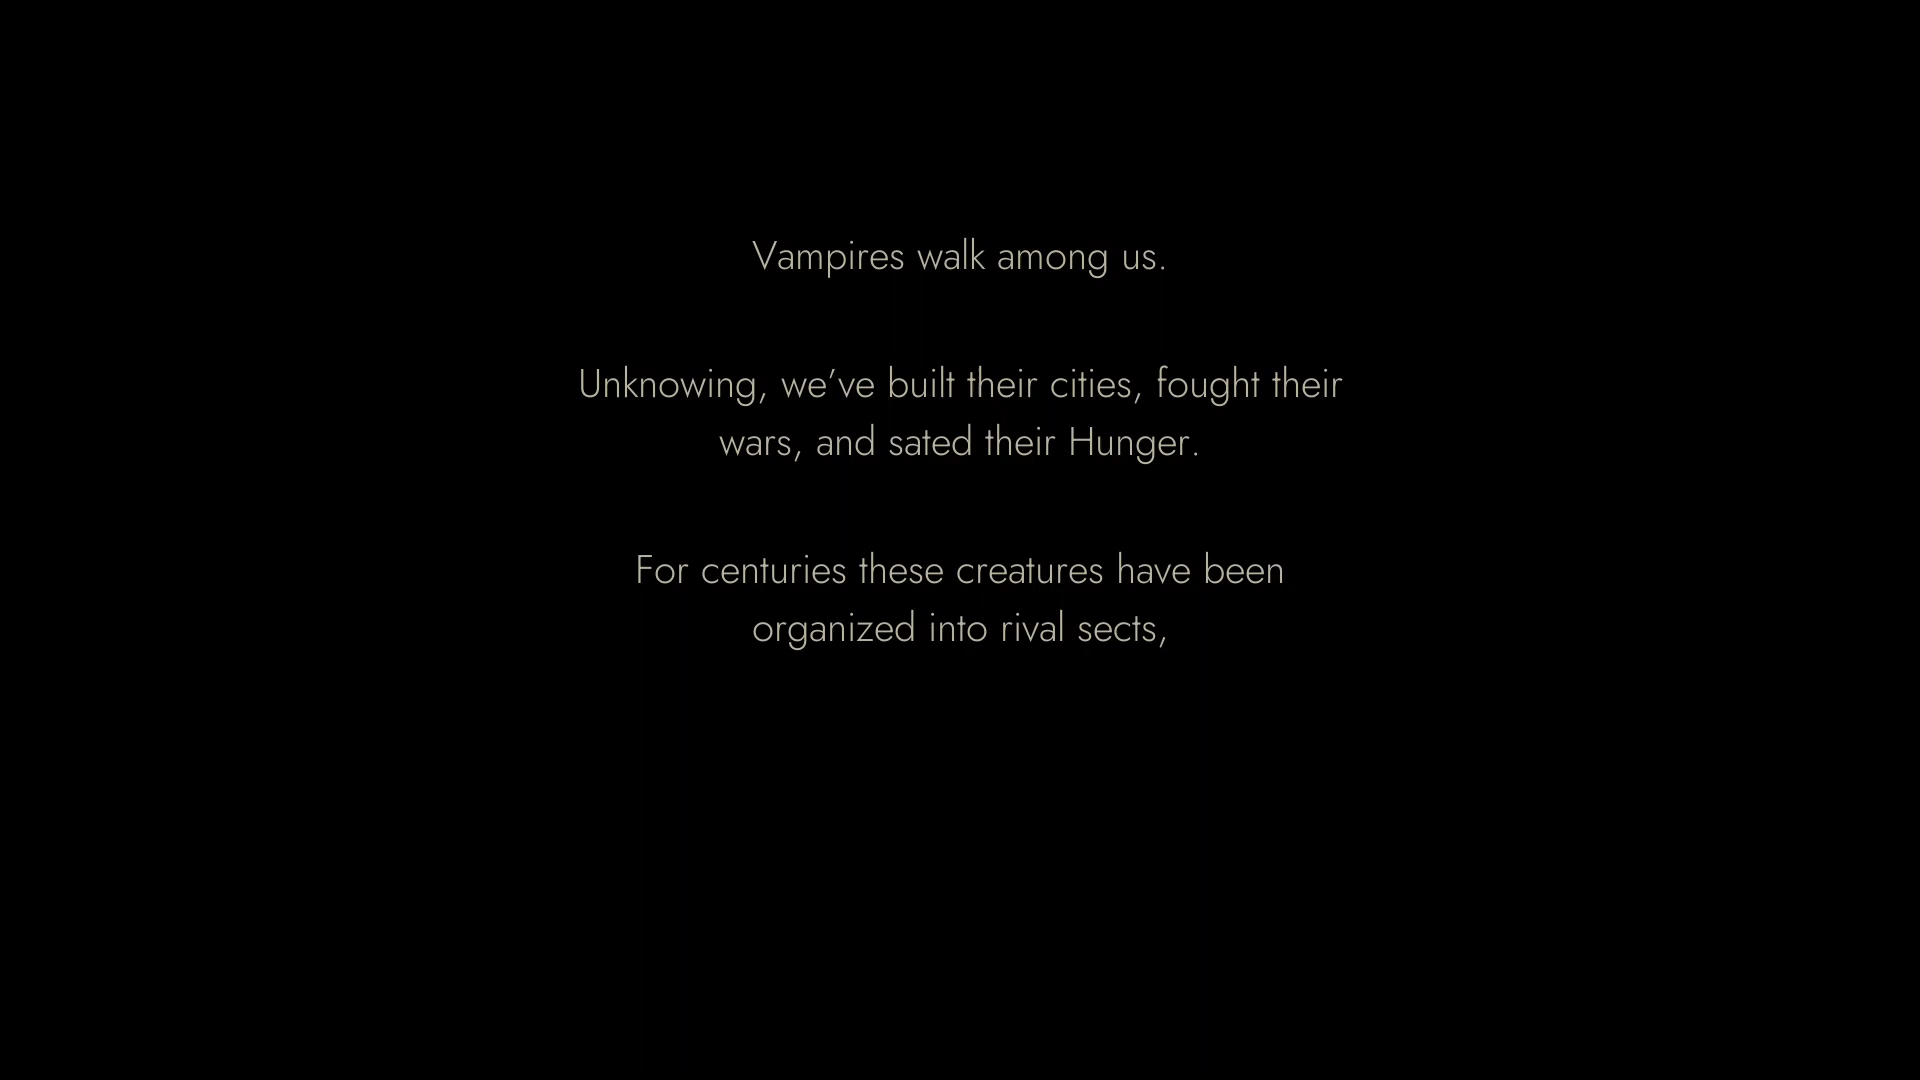 Vampires walk among us.
Unknowing, we’ve built their cities, fought their
wars, and sated their Hunger.
For centuries these creatures have been
organized into rival sects,